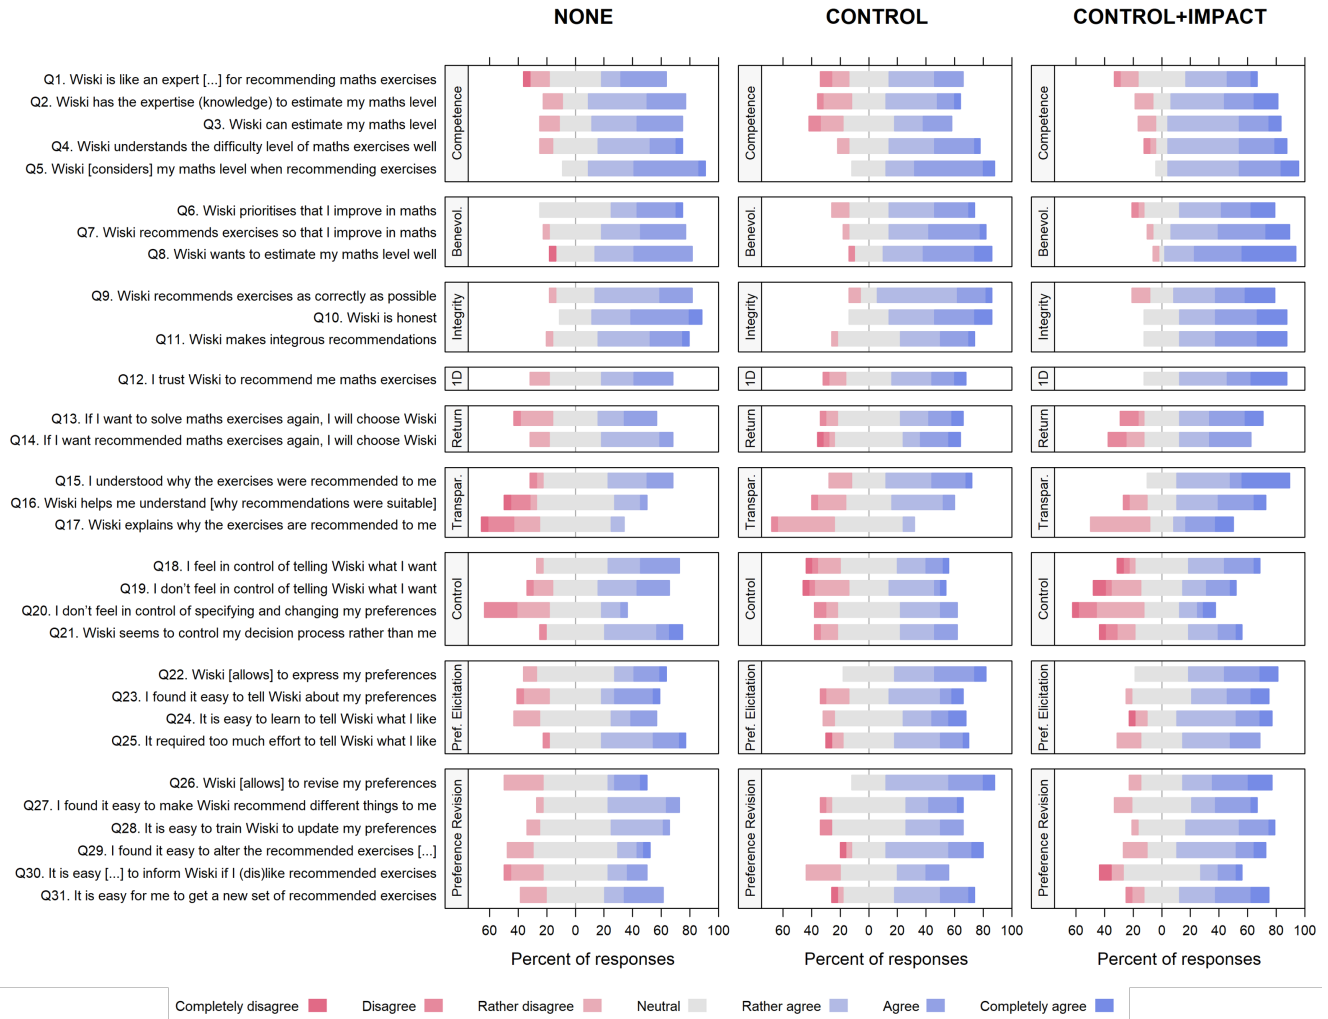 NONE CONTROL CONTROL+IMPACT
Competence Competence Competence
Q1. Wiski is like an expert [...] for recommending maths exercises
Q2. Wiski has the expertise (knowledge) to estimate my maths level
Q3. Wiski can estimate my maths level
Q4. Wiski understands the difficulty level of maths exercises well
Q5. Wiski [considers] my maths level when recommending exercises
Benevol. Benevol. Benevol.
Q6. Wiski prioritises that I improve in maths
Q7. Wiski recommends exercises so that I improve in maths
Q8. Wiski wants to estimate my maths level well
Integrity Integrity Integrity
Q9. Wiski recommends exercises as correctly as possible
Q10. Wiski is honest
Q11. Wiski makes integrous recommendations
Q12. I trust Wiski to recommend me maths exercises 1D 1D 1D
Return Return Return
Q13. If I want to solve maths exercises again, I will choose Wiski
Q14. If I want recommended maths exercises again, I will choose Wiski
Transpar. Transpar. Transpar.
Q15. I understood why the exercises were recommended to me
Q16. Wiski helps me understand [why recommendations were suitable]
Q17. Wiski explains why the exercises are recommended to me
Control Control Control
Q18. I feel in control of telling Wiski what I want
Q19. I don't feel in control of telling Wiski what I want
Q20. I don't feel in control of specifying and changing my preferences
Q21. Wiski seems to control my decision process rather than me
Pref. Elicitation Pref. Elicitation Pref. Elicitation
Q22. Wiski [allows] to express my preferences
Q23. I found it easy to tell Wiski about my preferences
Q24. It is easy to learn to tell Wiski what I like
Q25. It required too much effort to tell Wiski what I like
Preference Revision Preference Revision Preference Revision
Q26. Wiski [allows] to revise my preferences
Q27. I found it easy to make Wiski recommend different things to me
Q28. It is easy to train Wiski to update my preferences
Q29. I found it easy to alter the recommended exercises [...]
Q30. It is easy [...] to inform Wiski if I (dis)like recommended exercises
Q31. It is easy for me to get a new set of recommended exercises
60 40 20 0 20 40 60 80 100 60 40 20 0 20 40 60 80 100 60 40 20 0 20 40 60 80 100
Percent of responses Percent of responses Percent of responses
Completely disagree Disagree Rather disagree Neutral Rather agree Agree Completely agree